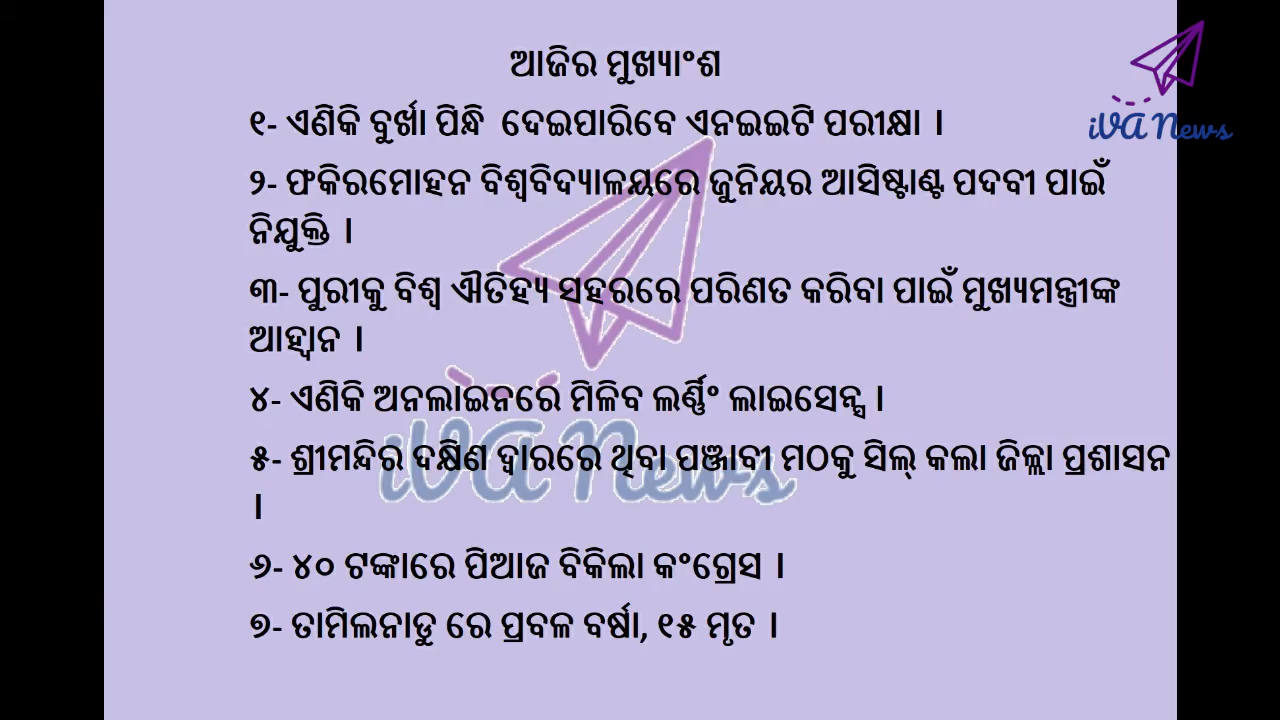 ଆଜିର ମୁଖ୍ୟାଂଶ
iVA News
୧- ଏଣିକି ବୁର୍ଖା ପିନ୍ଧି ଦେଇପାରିବେ ଏନଇଇଟି ପରୀକ୍ଷା ।
୨- ଫକିରମୋହନ ବିଶ୍ୱବିଦ୍ୟାଳୟରେ ଜୁନିୟର ଆସିଷ୍ଟାଣ୍ଟ ପଦବୀ ପାଇଁ
ନିଯୁକ୍ତି ।
୩- ପୁରୀକୁ ବିଶ୍ୱ ଐତିହ୍ୟ ସହରରେ ପରିଣତ କରିବା ପାଇଁ ମୁଖ୍ୟମନ୍ତ୍ରୀଙ୍କ
ଆହ୍ୱାନ ।
୪- ଏଣିକି ଅନଲାଇନରେ ମିଳିବ ଲର୍ଣ୍ଣିଂ ଲାଇସେନ୍ସ ।
୫- ଶ୍ରୀମନ୍ଦିର ଦକ୍ଷିଣ ଦ୍ୱାରରେ ଥିବା ପଞ୍ଜାବୀ ମଠକୁ ସିଲ୍ କଲା ଜିଲ୍ଲା ପ୍ରଶାସନ
।
iVA News
୬- ୪୦ ଟଙ୍କାରେ ପିଆଜ ବିକିଲା କଂଗ୍ରେସ ।
୭- ତାମିଲନାଡୁ ରେ ପ୍ରବଳ ବର୍ଷା, ୧୫ ମୃତ ।